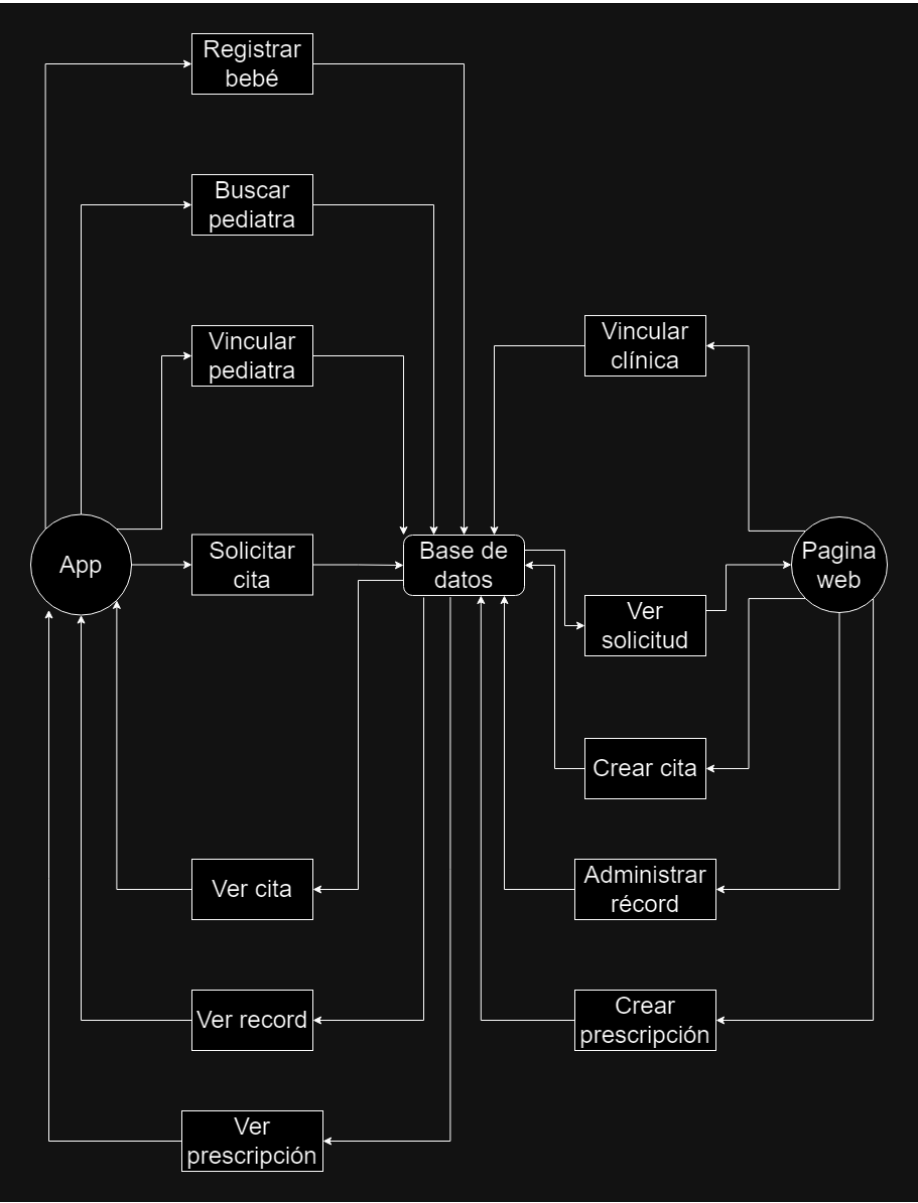 Registrar
bebé
Buscar
pediatra
Vincular
pediatra
Vincular
clínica
App
Solicitar
cita
Base de
datos
Pagina
web
Ver
solicitud
Crear cita
Ver cita
Administrar
récord
Ver record
Crear
prescripción
Ver
prescripción